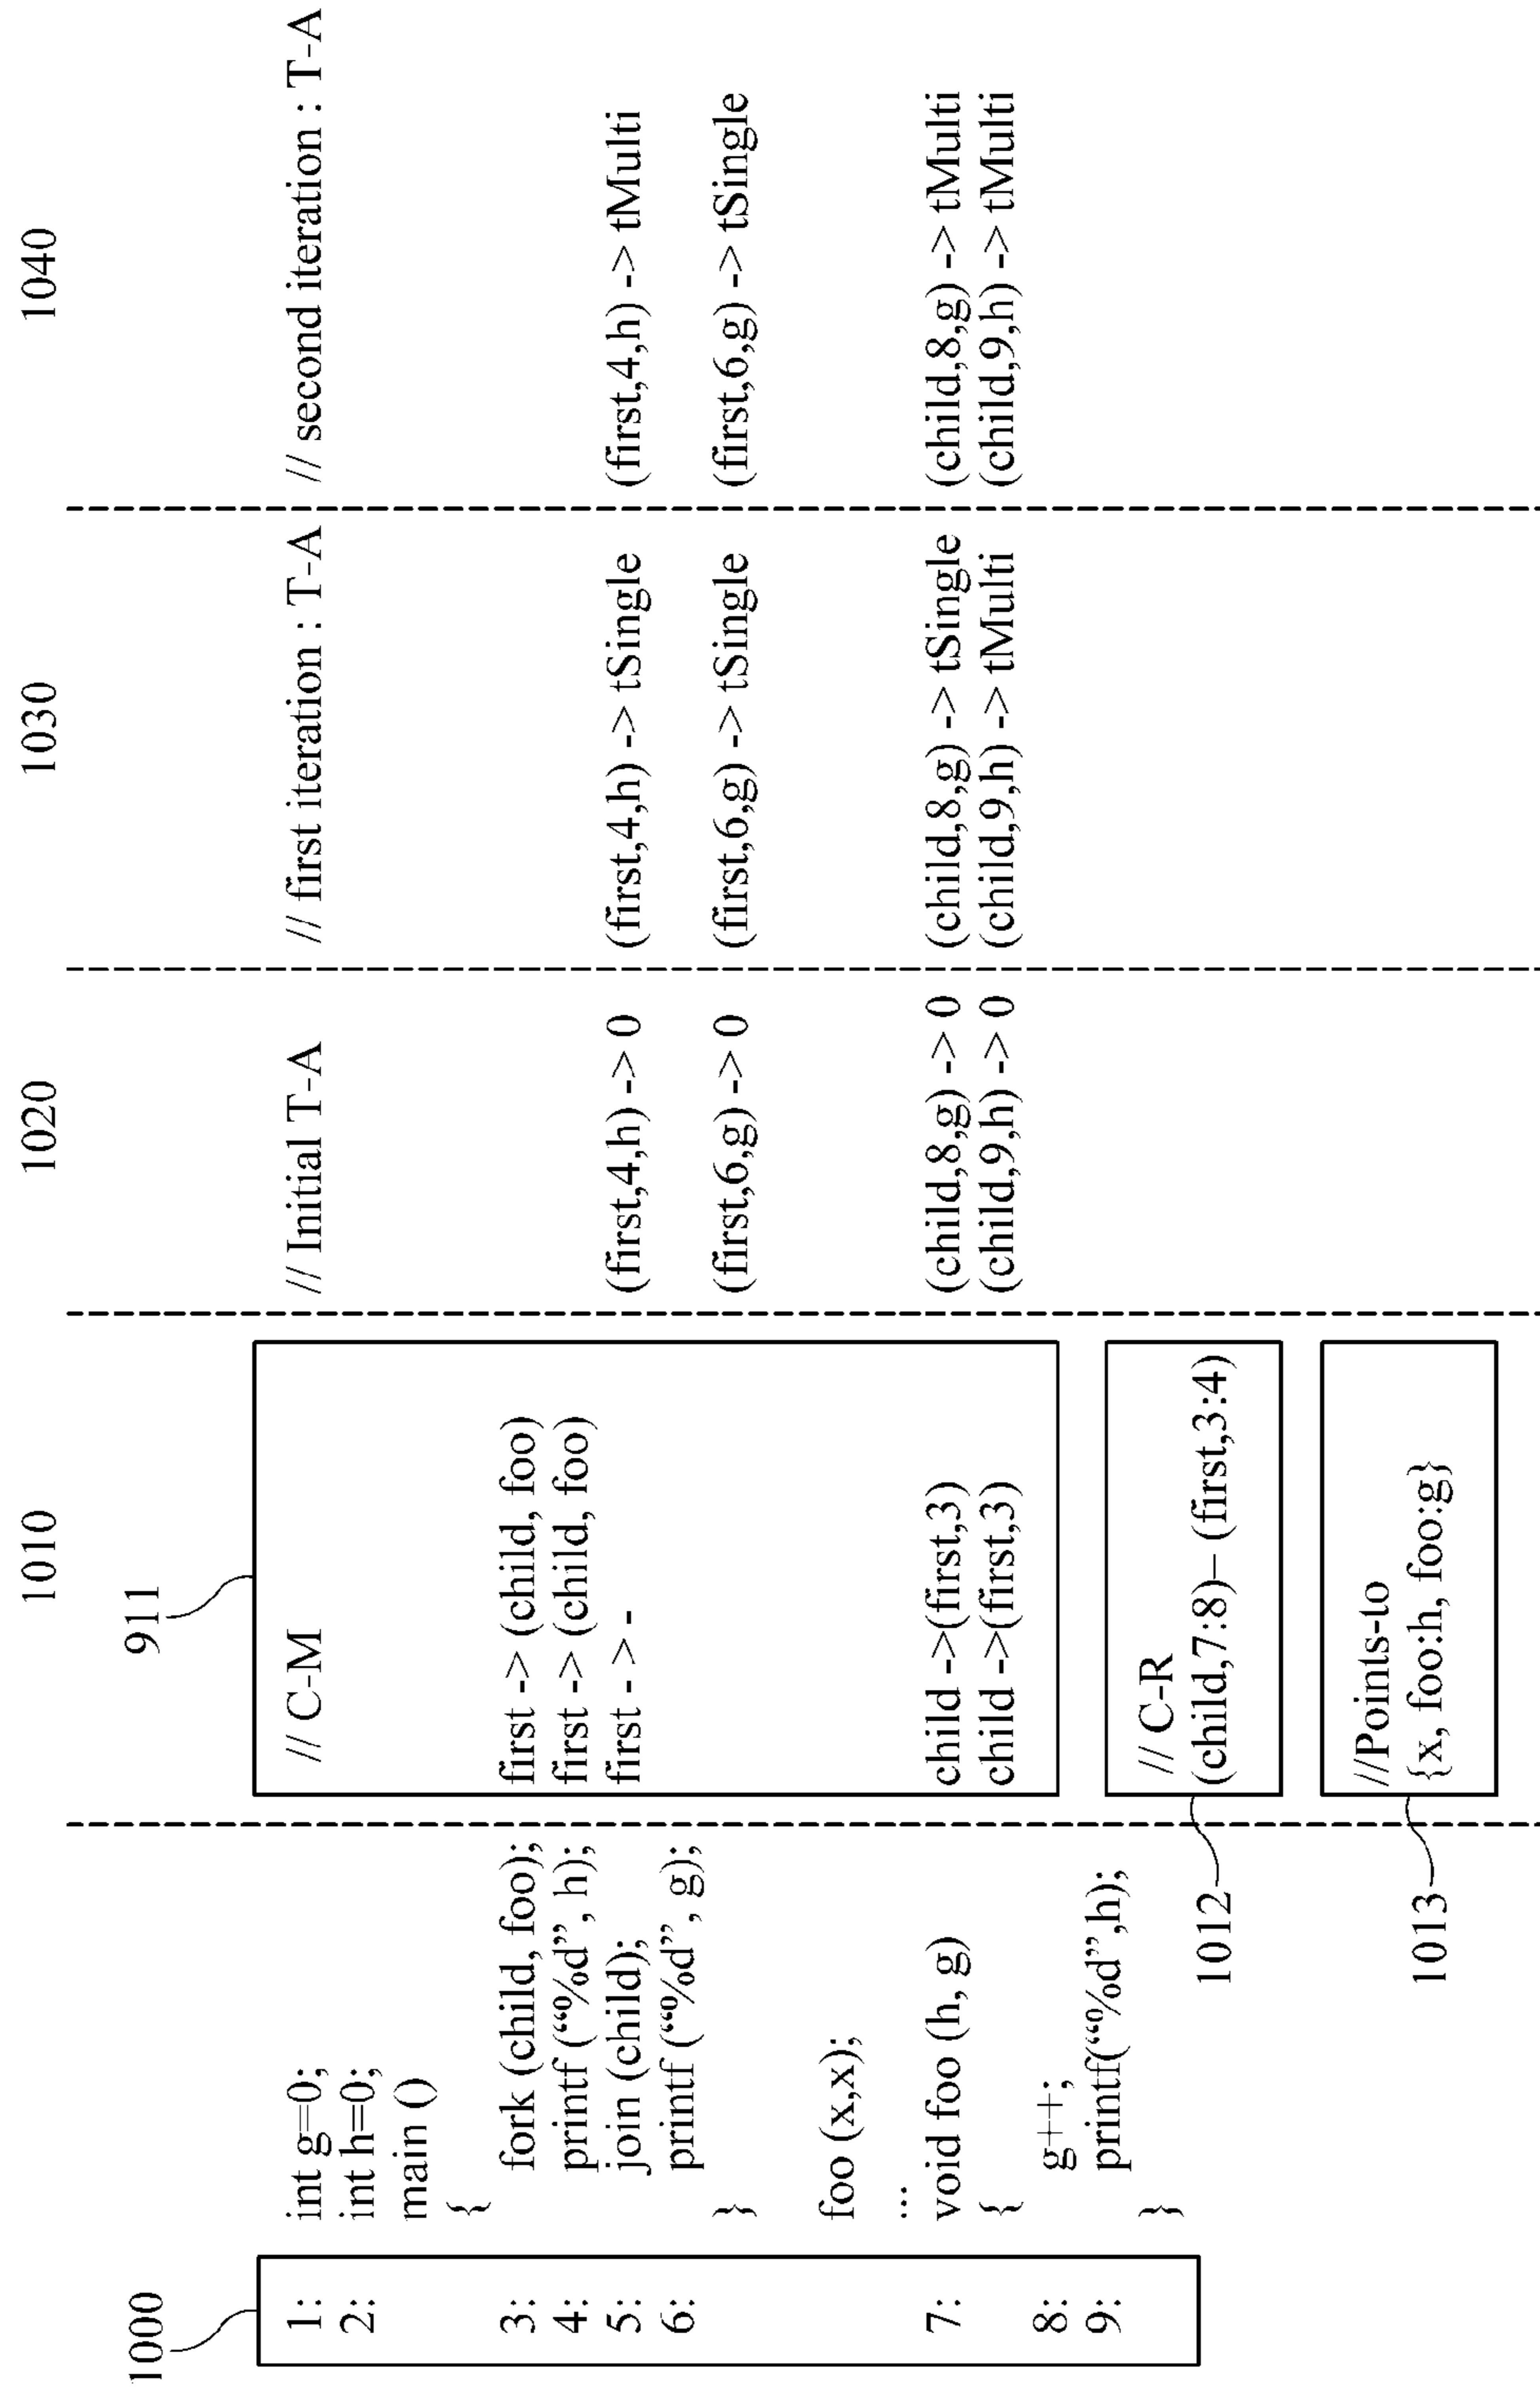 1000
1: int g=0;
2: int h=0;
main ()
{
3: fork (child, foo);
4: printf (“%d”, h);
5: join (child);
6: printf (“%d”, g);
}
foo (x,x);
...
7: void foo (h, g)
{
8: g++;
9: printf(“%d”,h);
}
1010
911
// C-M
first -> (child, foo)
first -> (child, foo)
first - > -
child ->(first,3)
child ->(first,3)
1012
// C-R
(child,7:8)– (first,3:4)
1013
//Points-to
{x, foo:h, foo:g}
1020
// Initial T-A
(first,4,h) -> 0
(first,6,g) -> 0
(child,8,g) -> 0
(child,9,h) -> 0
1030
// first iteration : T-A
(first,4,h) -> tSingle
(first,6,g) -> tSingle
(child,8,g) -> tSingle
(child,9,h) -> tMulti
1040
// second iteration : T-A
(first,4,h) -> tMulti
(first,6,g) -> tSingle
(child,8,g) -> tMulti
(child,9,h) -> tMulti